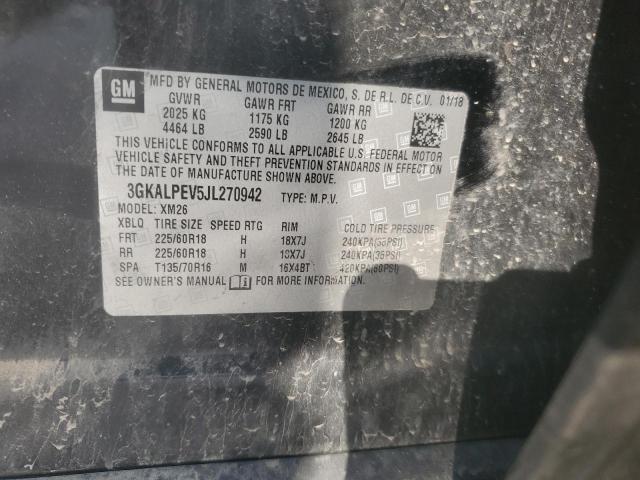 GM
MFD BY GENERAL MOTORS DE MEXICO, S. DE R.L. DE C.V. 01/18
GVWR GAWR FRT GAWR RR
2025 KG 1175 KG 1200 KG
4464 LB 2590 LB 2645 LB
THIS VEHICLE CONFORMS TO ALL APPLICABLE U.S. FEDERAL MOTOR
VEHICLE SAFETY AND THEFT PREVENTION STANDARDS IN EFFECT ON
THE DATE OF MANUFACTURE SHOWN ABOVE.
3GKALPEV5JL270942 TYPE: M.P.V.
MODEL: XM26
XBLQ TIRE SIZE SPEED RTG RIM COLD TIRE PRESSURE
FRT 225/60R18 H 18X7J 240KPA(35PSI)
RR 225/60R18 H 18X7J 240KPA(35PSI)
SPA T135/70R16 M 16X4BT 420KPA(60PSI)
SEE OWNER'S MANUAL FOR MORE INFORMATION.